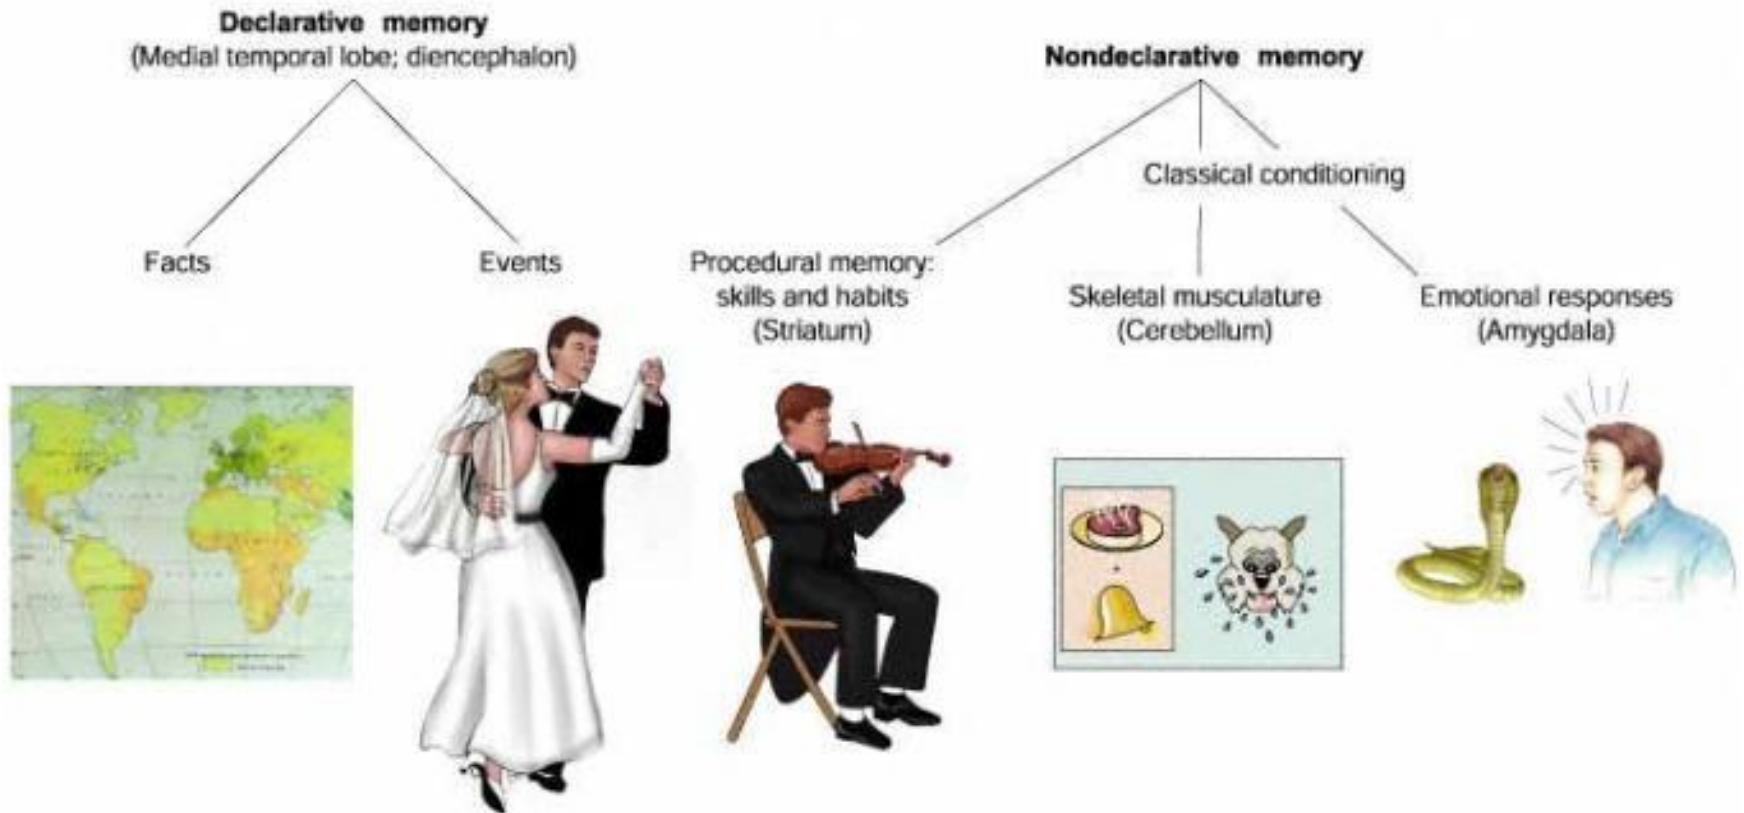 Declarative memory
(Medial temporal lobe; diencephalon)
Nondeclarative memory
Classical conditioning
Facts
Events
Procedural memory:
skills and habits
(Striatum)
Skeletal musculature
(Cerebellum)
Emotional responses
(Amygdala)